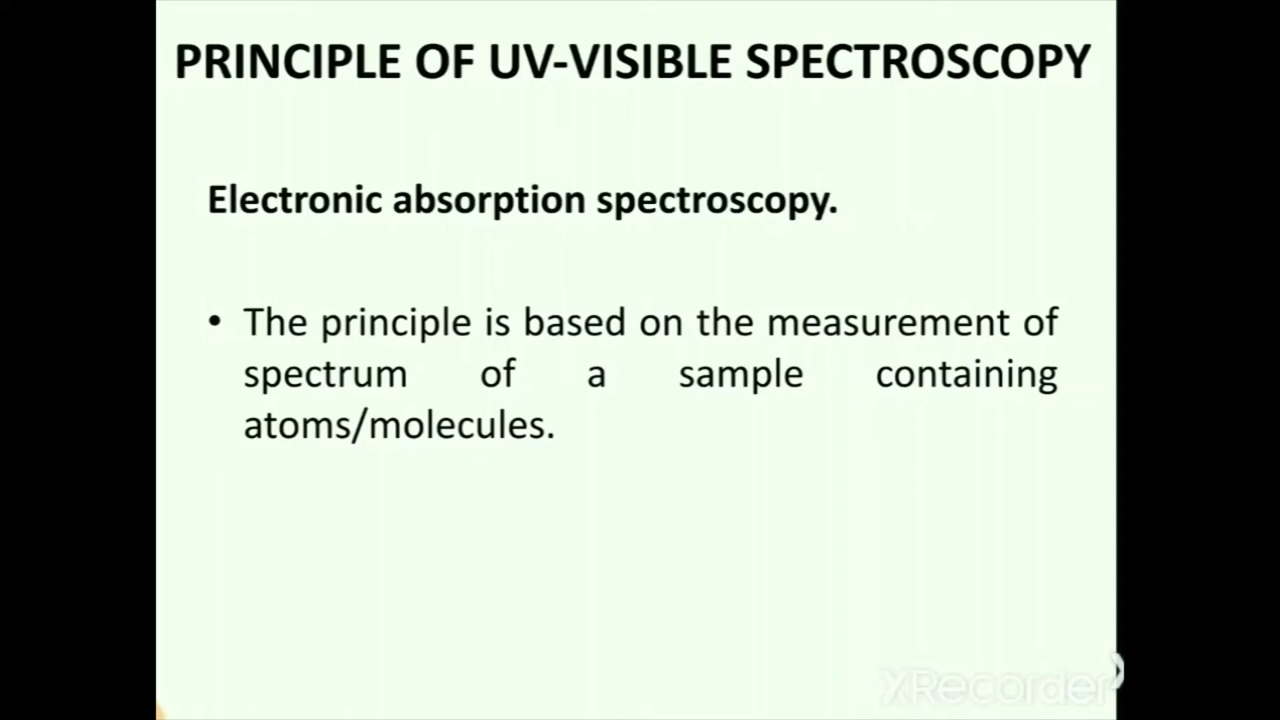 PRINCIPLE OF UV-VISIBLE SPECTROSCOPY
Electronic absorption spectroscopy.
• The principle is based on the measurement of
spectrum of a sample containing
atoms/molecules.
XRecorder